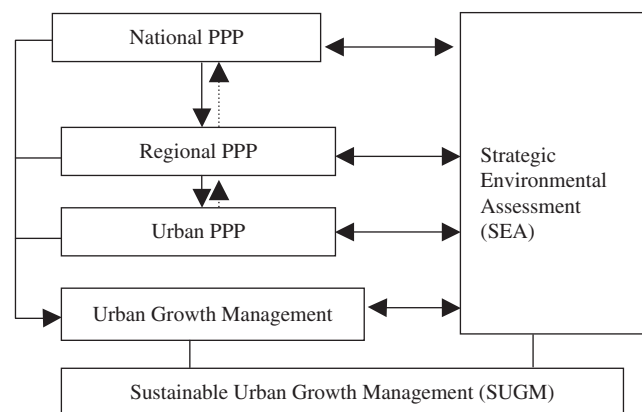 National PPP
Regional PPP
Urban PPP
Urban Growth Management
Strategic
Environmental
Assessment
(SEA)
Sustainable Urban Growth Management (SUGM)